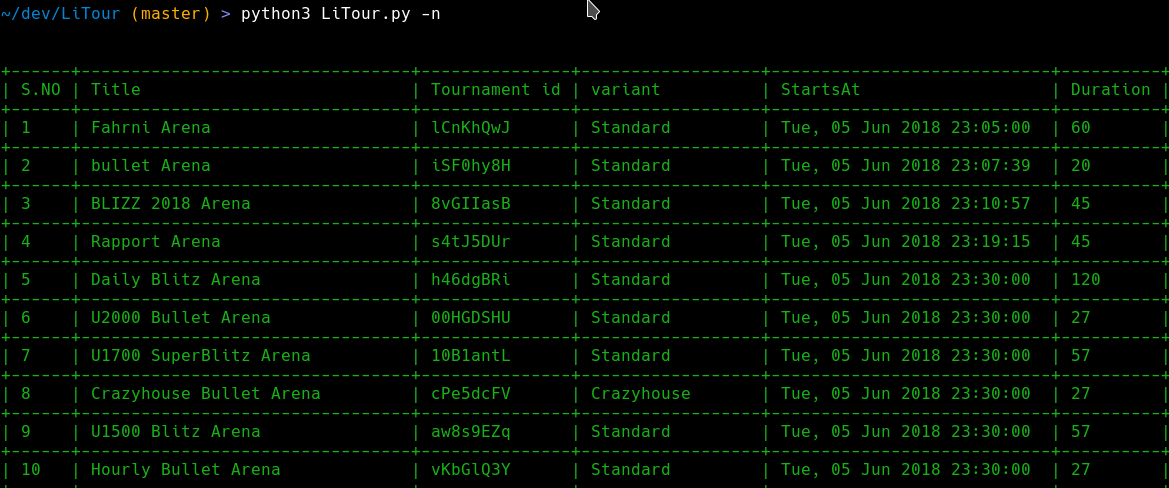 ~/dev/LiTour (master) > python3 LiTour.py -n
+------+---------------------------------+---------------+------------------+----------------------------+----------+
| S.NO | Title                           | Tournament id | variant          | StartsAt                   | Duration |
+------+---------------------------------+---------------+------------------+----------------------------+----------+
| 1    | Fahrni Arena                    | lCnKhQwJ      | Standard         | Tue, 05 Jun 2018 23:05:00  | 60       |
+------+---------------------------------+---------------+------------------+----------------------------+----------+
| 2    | bullet Arena                    | iSF0hy8H      | Standard         | Tue, 05 Jun 2018 23:07:39  | 20       |
+------+---------------------------------+---------------+------------------+----------------------------+----------+
| 3    | BLIZZ 2018 Arena                | 8vGIIasB      | Standard         | Tue, 05 Jun 2018 23:10:57  | 45       |
+------+---------------------------------+---------------+------------------+----------------------------+----------+
| 4    | Rapport Arena                   | s4tJ5DUr      | Standard         | Tue, 05 Jun 2018 23:19:15  | 45       |
+------+---------------------------------+---------------+------------------+----------------------------+----------+
| 5    | Daily Blitz Arena               | h46dgBRi      | Standard         | Tue, 05 Jun 2018 23:30:00  | 120      |
+------+---------------------------------+---------------+------------------+----------------------------+----------+
| 6    | U2000 Bullet Arena              | 00HGDSHU      | Standard         | Tue, 05 Jun 2018 23:30:00  | 27       |
+------+---------------------------------+---------------+------------------+----------------------------+----------+
| 7    | U1700 SuperBlitz Arena          | 10B1antL      | Standard         | Tue, 05 Jun 2018 23:30:00  | 57       |
+------+---------------------------------+---------------+------------------+----------------------------+----------+
| 8    | Crazyhouse Bullet Arena         | cPe5dcFV      | Crazyhouse       | Tue, 05 Jun 2018 23:30:00  | 27       |
+------+---------------------------------+---------------+------------------+----------------------------+----------+
| 9    | U1500 Blitz Arena               | aw8s9EZq      | Standard         | Tue, 05 Jun 2018 23:30:00  | 57       |
+------+---------------------------------+---------------+------------------+----------------------------+----------+
| 10   | Hourly Bullet Arena             | vKbGlQ3Y      | Standard         | Tue, 05 Jun 2018 23:30:00  | 27       |